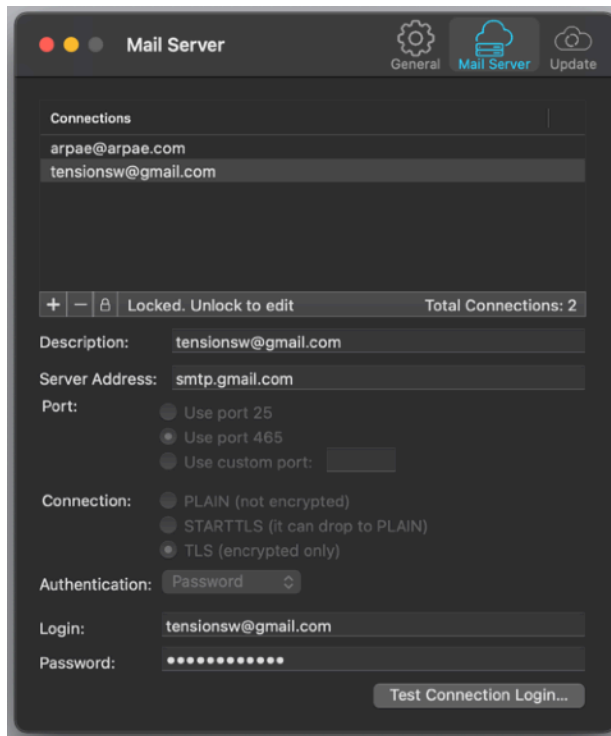 Mail Server
General Mail Server Update
Connections
arpae@arpae.com
tensionsw@gmail.com
+ − Locked. Unlock to edit Total Connections: 2
Description: tensionsw@gmail.com
Server Address: smtp.gmail.com
Port: Use port 25
Use port 465
Use custom port:
Connection: PLAIN (not encrypted)
STARTTLS (it can drop to PLAIN)
TLS (encrypted only)
Authentication: Password
Login: tensionsw@gmail.com
Password: ••••••••••••
Test Connection Login...